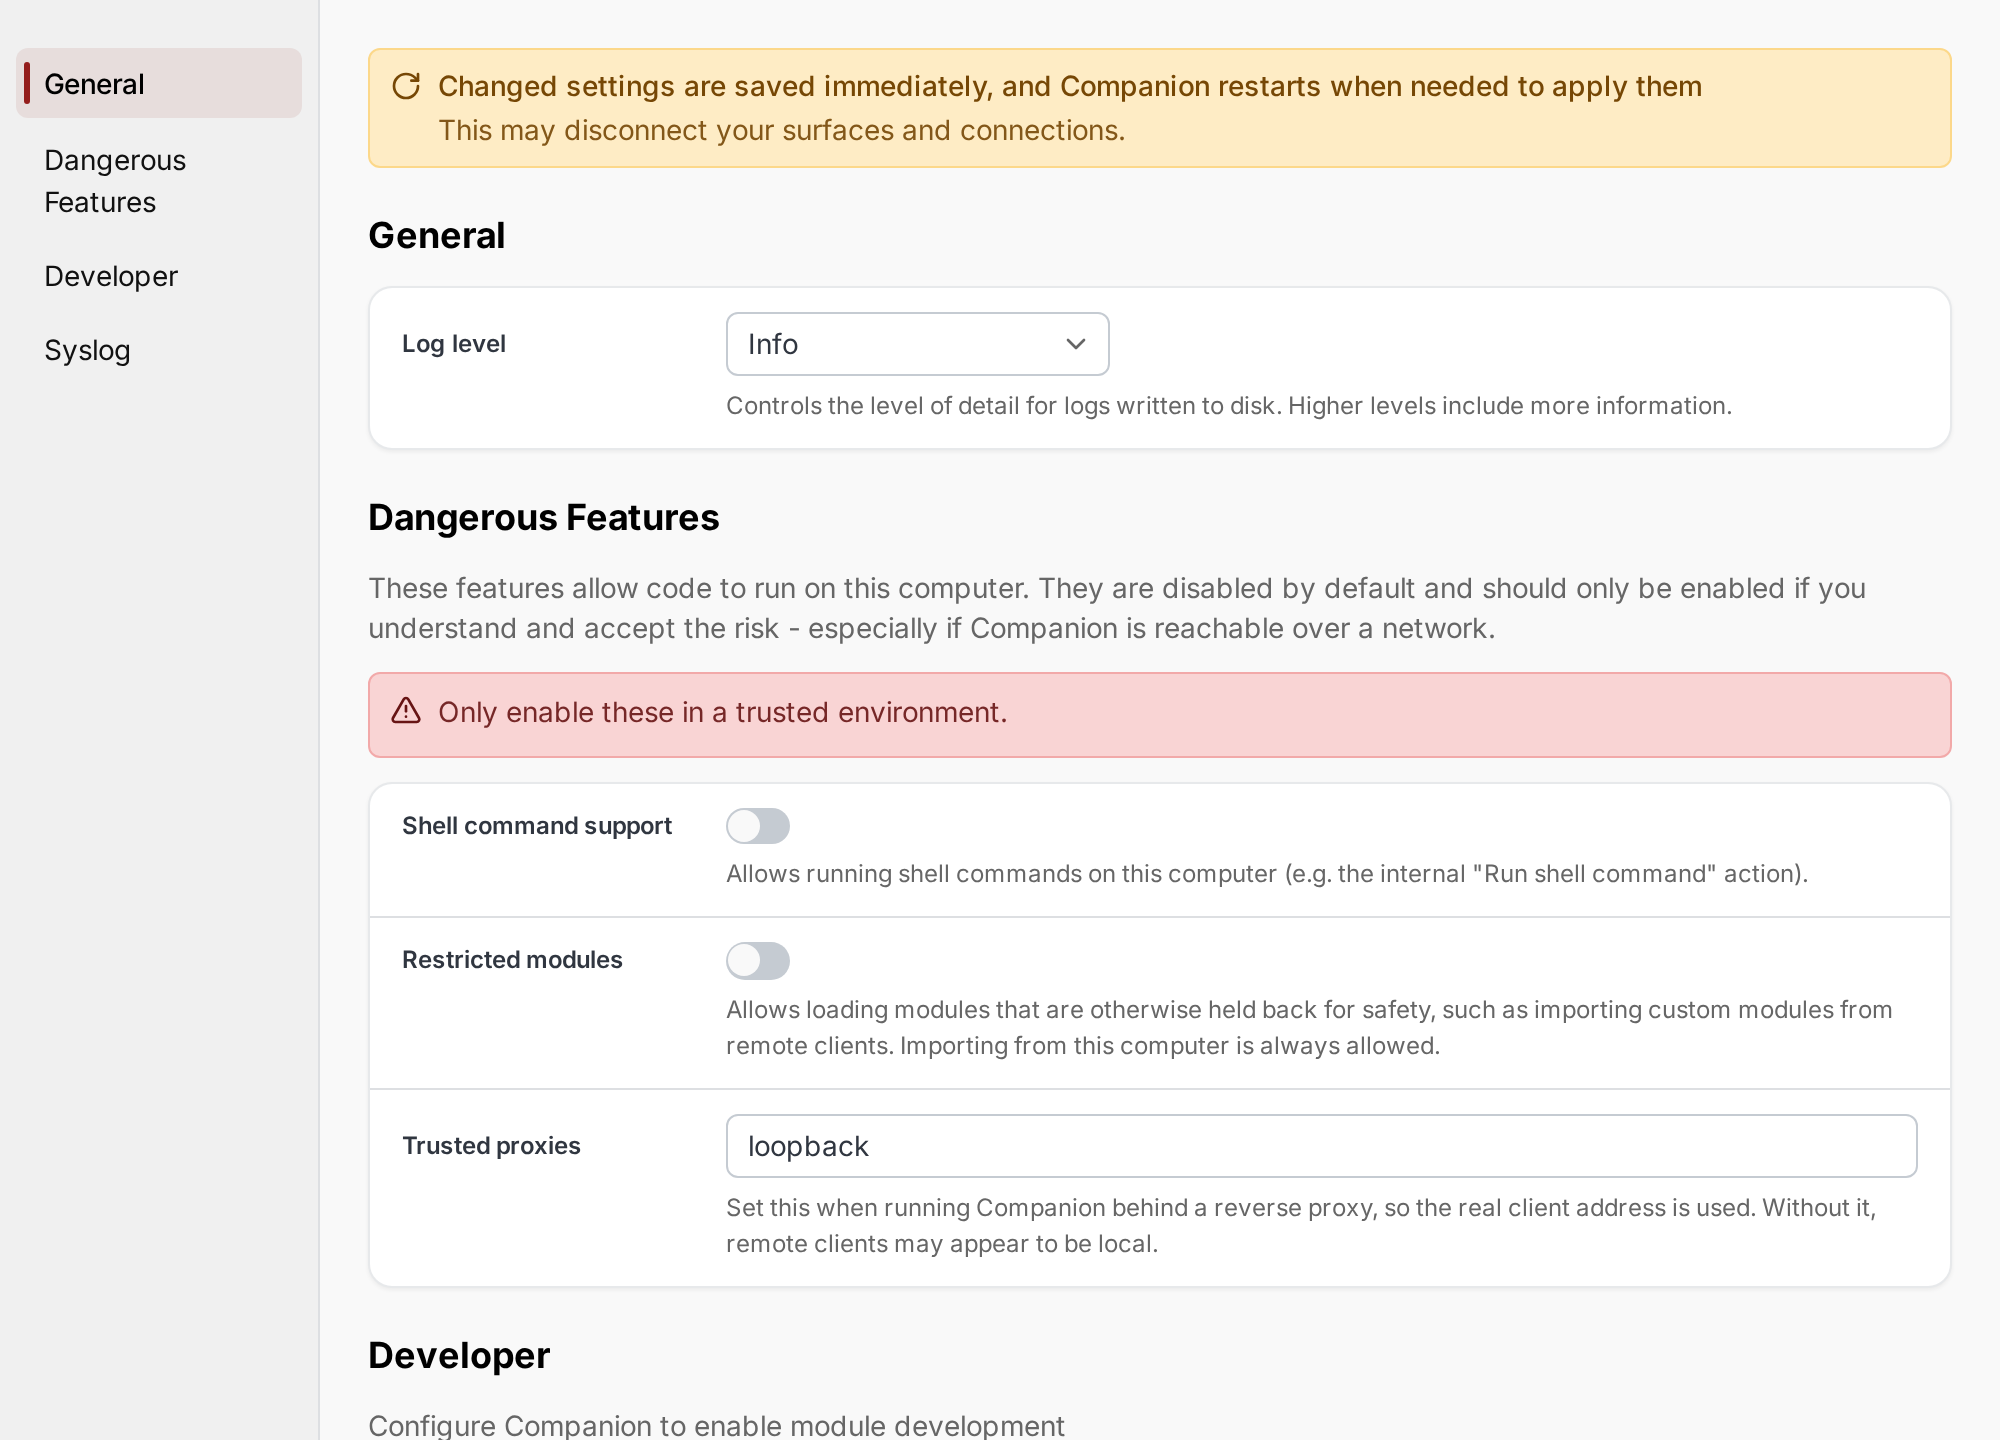 General
Dangerous
Features
Developer
Syslog
Changed settings are saved immediately, and Companion restarts when needed to apply them
This may disconnect your surfaces and connections.
General
Log level
Info
Controls the level of detail for logs written to disk. Higher levels include more information.
Dangerous Features
These features allow code to run on this computer. They are disabled by default and should only be enabled if you
understand and accept the risk - especially if Companion is reachable over a network.
Only enable these in a trusted environment.
Shell command support
Allows running shell commands on this computer (e.g. the internal "Run shell command" action).
Restricted modules
Allows loading modules that are otherwise held back for safety, such as importing custom modules from
remote clients. Importing from this computer is always allowed.
Trusted proxies
loopback
Set this when running Companion behind a reverse proxy, so the real client address is used. Without it,
remote clients may appear to be local.
Developer
Configure Companion to enable module development